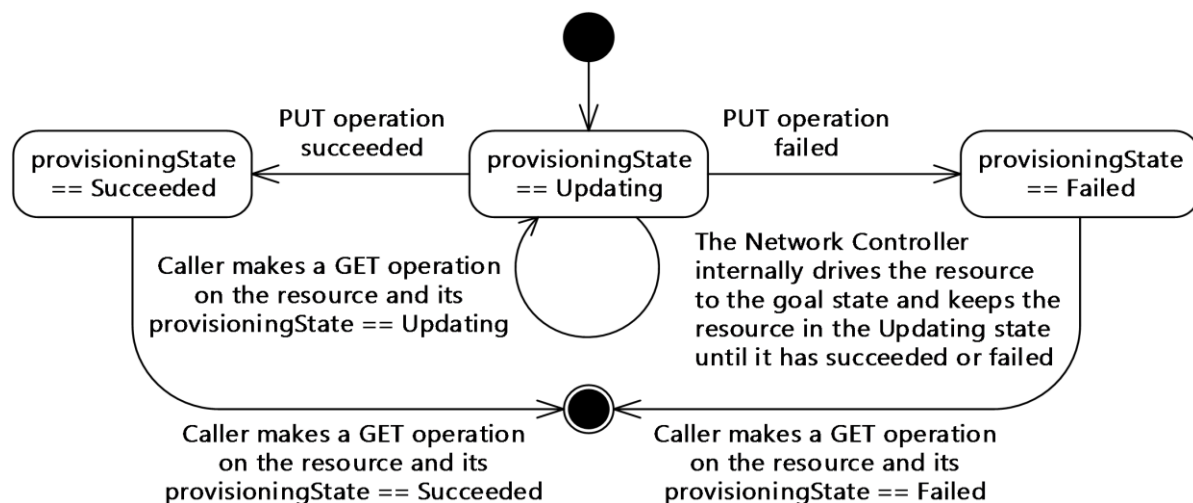 PUT operation
succeeded
PUT operation
failed
provisioningState
== Succeeded
provisioningState
== Updating
provisioningState
== Failed
Caller makes a GET operation
on the resource and its
provisioningState == Updating
The Network Controller
internally drives the resource
to the goal state and keeps the
resource in the Updating state
until it has succeeded or failed
Caller makes a GET operation
on the resource and its
provisioningState == Succeeded
Caller makes a GET operation
on the resource and its
provisioningState == Failed